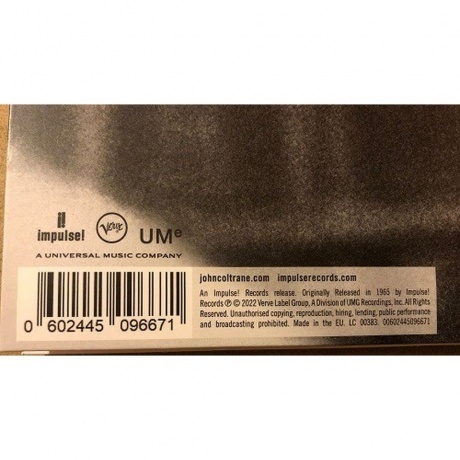 impulse!
Verve
UMe
A UNIVERSAL MUSIC COMPANY
johncoltrane.com impulserecords.com
An Impulse! Records release. Originally Released in 1965 by Impulse!
Records ℗ © 2022 Verve Label Group, A Division of UMG Recordings, Inc. All Rights
Reserved. Unauthorised copying, reproduction, hiring, lending, public performance
and broadcasting prohibited. Made in the EU. LC 00383. 00602445096671
0 602445 096671